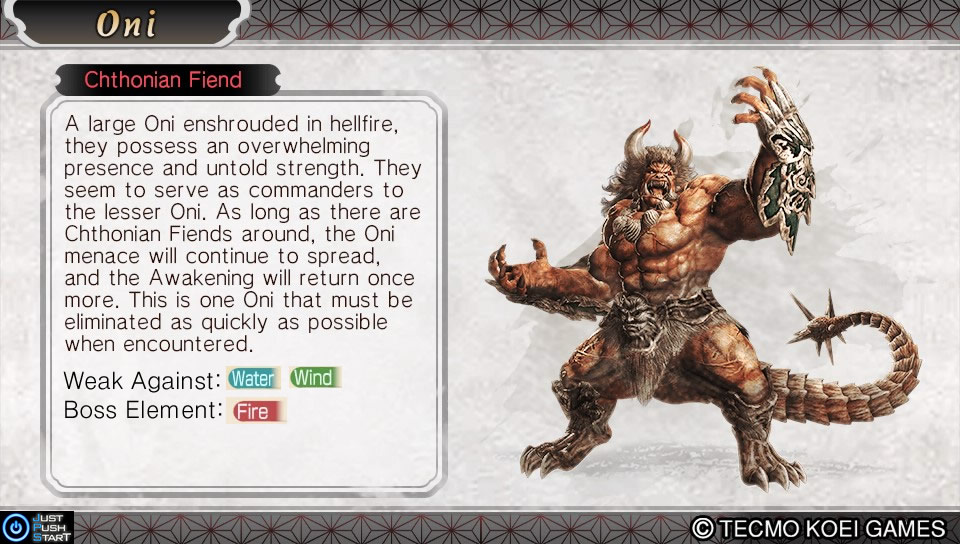 Oni
Chthonian Fiend
A large Oni enshrouded in hellfire,
they possess an overwhelming
presence and untold strength. They
seem to serve as commanders to
the lesser Oni. As long as there are
Chthonian Fiends around, the Oni
menace will continue to spread,
and the Awakening will return once
more. This is one Oni that must be
eliminated as quickly as possible
when encountered.
Weak Against: Water Wind
Boss Element: Fire
JUST
PUSH
START
© TECMO KOEI GAMES